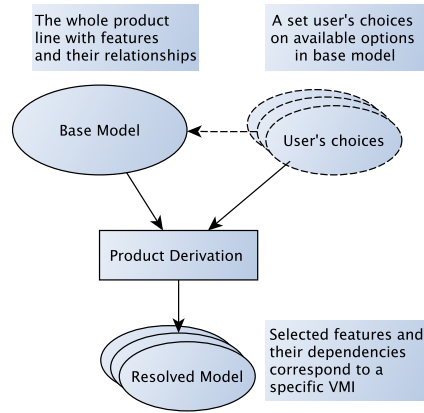 The whole product
line with features
and their relationships
A set user's choices
on available options
in base model
Base Model
User's choices
Product Derivation
Resolved Model
Selected features and
their dependencies
correspond to a
specific VMI